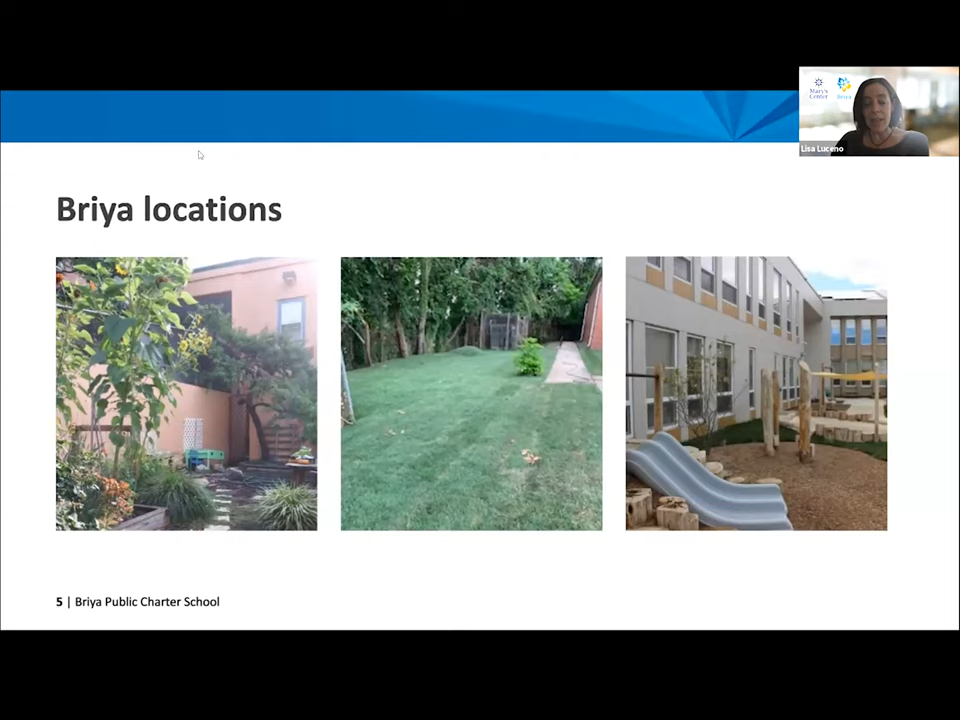 Mary's
Center
Briya
Lisa Luceno
Briya locations
5 | Briya Public Charter School